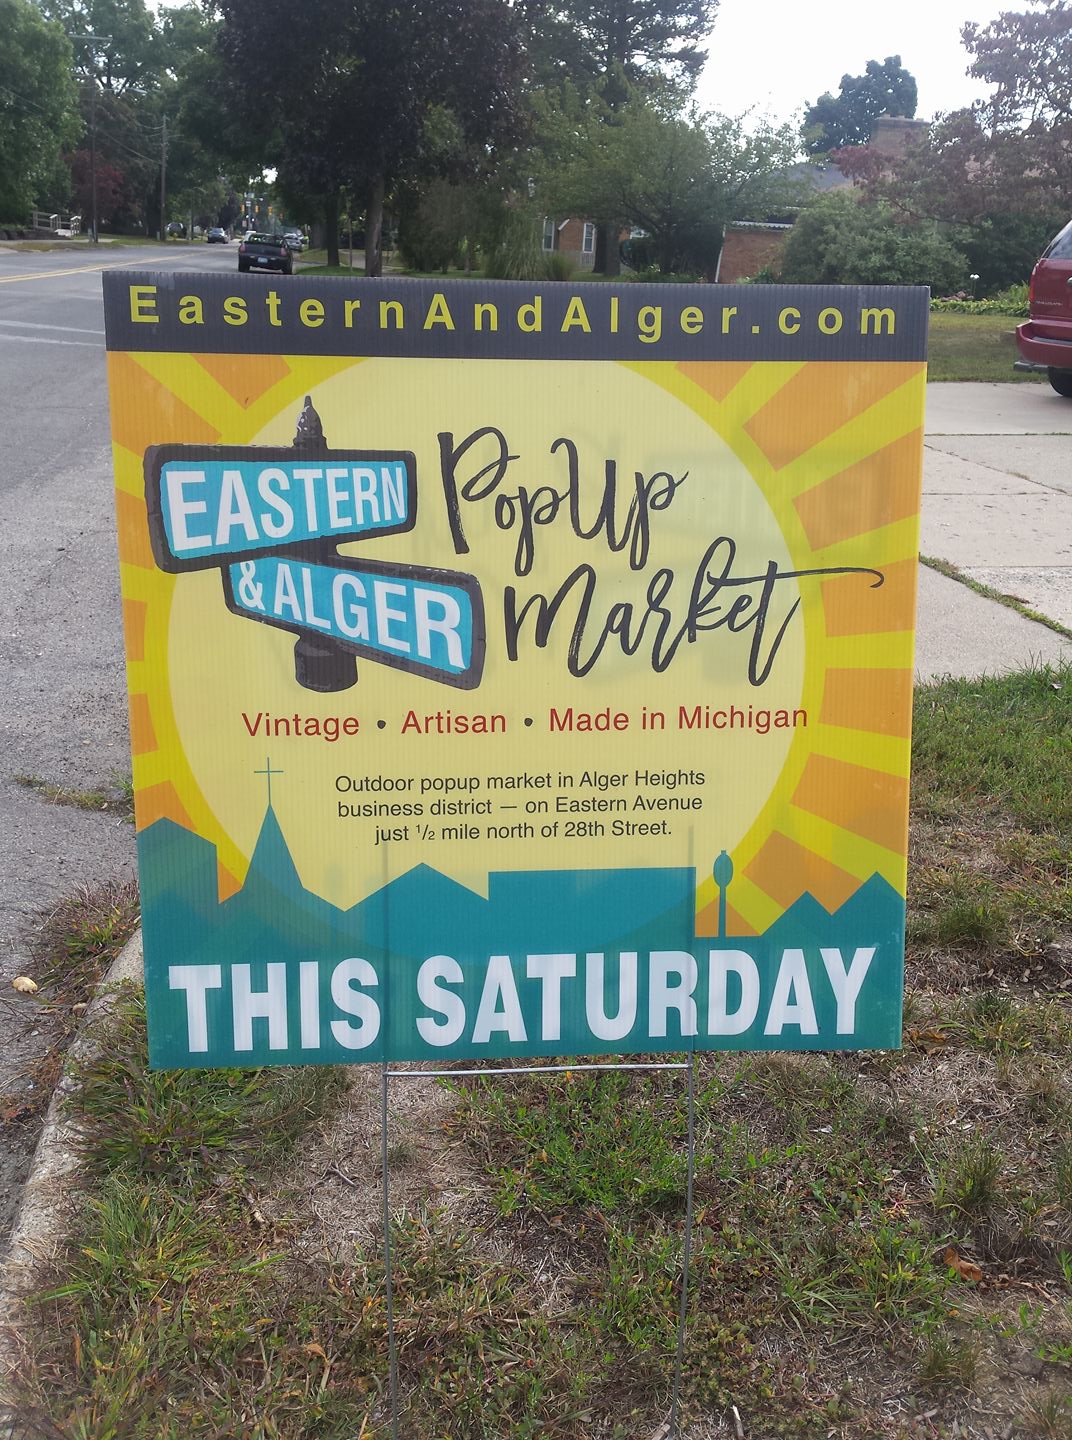 EasternAndAlger.com
EASTERN
& ALGER
PopUp
Market
Vintage • Artisan • Made in Michigan
Outdoor popup market in Alger Heights
business district — on Eastern Avenue
just 1/2 mile north of 28th Street.
THIS SATURDAY